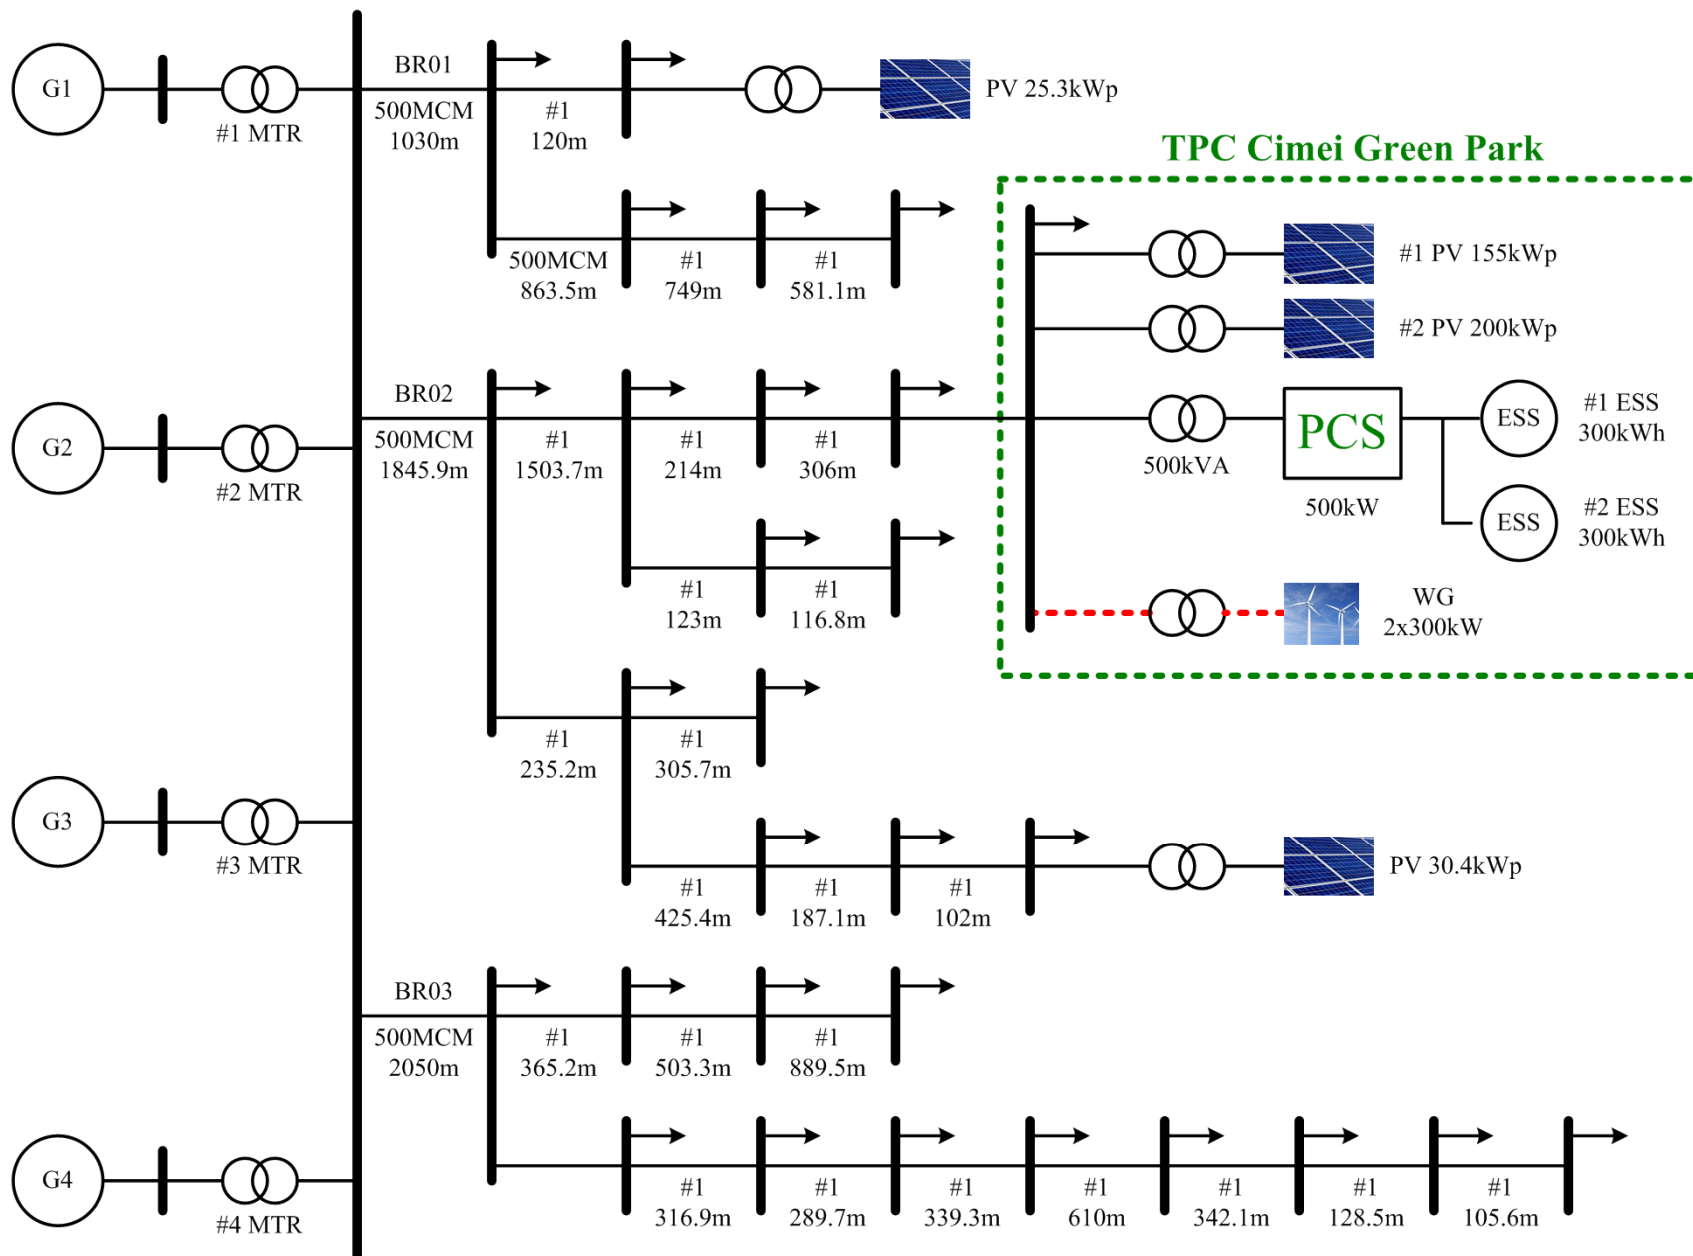 G1
#1 MTR
BR01
500MCM
1030m
#1
120m
PV 25.3kWp
500MCM
863.5m
#1
749m
#1
581.1m
TPC Cimei Green Park
#1 PV 155kWp
#2 PV 200kWp
G2
#2 MTR
BR02
500MCM
1845.9m
#1
1503.7m
#1
214m
#1
306m
500kVA
PCS
500kW
ESS
#1 ESS
300kWh
ESS
#2 ESS
300kWh
#1
123m
#1
116.8m
WG
2x300kW
#1
235.2m
#1
305.7m
G3
#3 MTR
#1
425.4m
#1
187.1m
#1
102m
PV 30.4kWp
BR03
500MCM
2050m
#1
365.2m
#1
503.3m
#1
889.5m
G4
#4 MTR
#1
316.9m
#1
289.7m
#1
339.3m
#1
610m
#1
342.1m
#1
128.5m
#1
105.6m